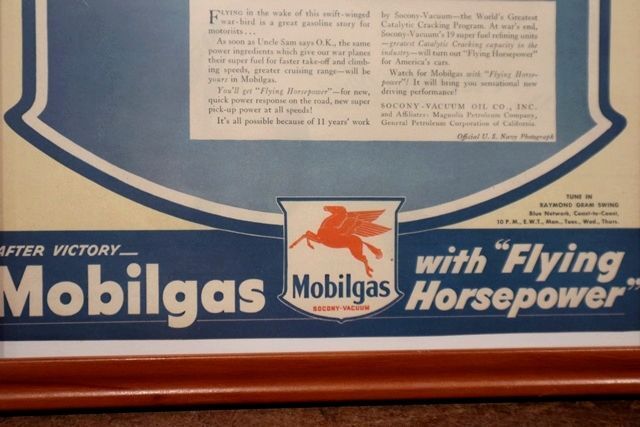 FLYING in the wake of this swift-winged
war-bird is a great gasoline story for
motorists . . .
As soon as Uncle Sam says O.K., the same
power ingredients which give our war planes
their super fuel for faster take-off and climb-
ing speeds, greater cruising range—will be
yours in Mobilgas.
You'll get "Flying Horsepower"—for new,
quick power response on the road, new super
pick-up power at all speeds!
It's all possible because of 11 years' work
by Socony-Vacuum—the World's Greatest
Catalytic Cracking Program. At war's end,
Socony-Vacuum's 19 super fuel refining units
—greatest Catalytic Cracking capacity in the
industry—will turn out "Flying Horsepower"
for America's cars.
Watch for Mobilgas with "Flying Horse-
power"! It will bring you sensational new
driving performance!
SOCONY-VACUUM OIL CO., INC.
and Affiliates: Magnolia Petroleum Company,
General Petroleum Corporation of California.
Official U. S. Navy Photograph
TUNE IN
RAYMOND GRAM SWING
Blue Network, Coast-to-Coast,
10 P.M., E.W.T., Mon., Tues., Wed., Thurs.
AFTER VICTORY—
Mobilgas
Mobilgas
SOCONY-VACUUM
with "Flying
Horsepower"